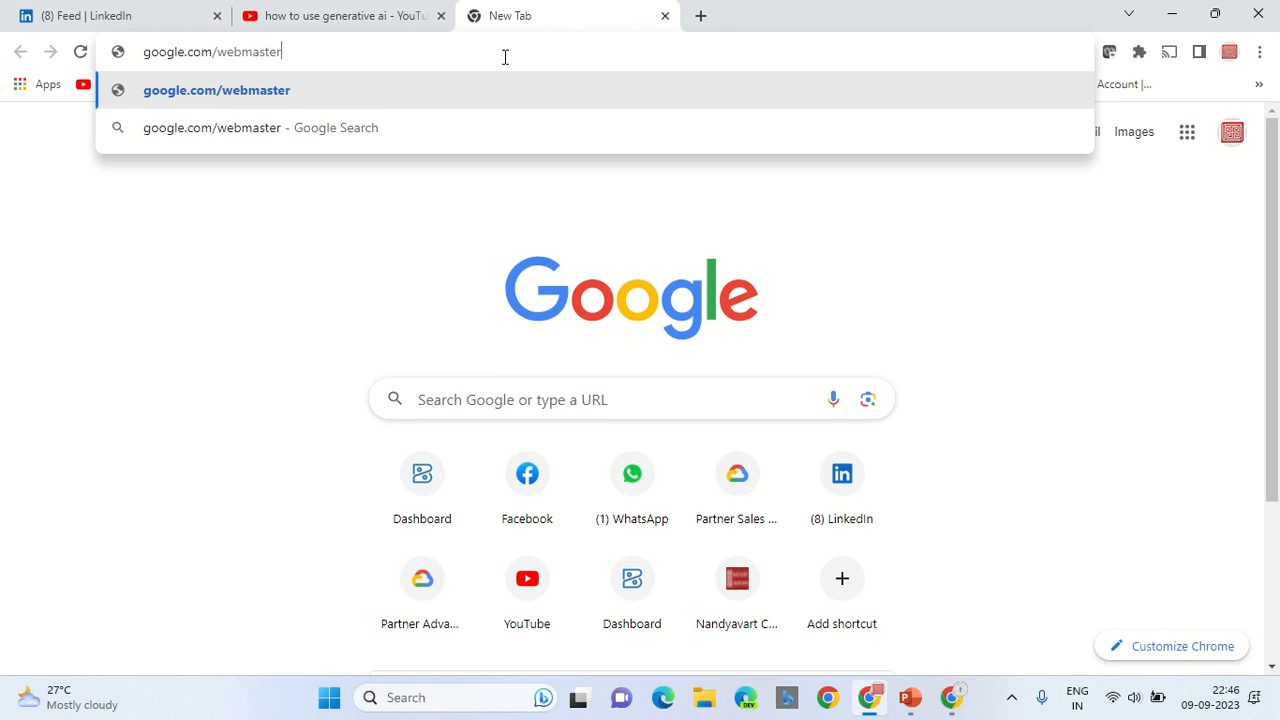 (8) Feed | LinkedIn
how to use generative ai - YouTu
New Tab
google.com/webmaster
Apps
Account |...
google.com/webmaster
google.com/webmaster - Google Search
il Images
Google
Search Google or type a URL
Dashboard
Facebook
(1) WhatsApp
Partner Sales ...
(8) LinkedIn
Partner Adva...
YouTube
Dashboard
Nandyavart C...
Add shortcut
Customize Chrome
27°C
Mostly cloudy
Search
DEV
ENG
IN
22:46
09-09-2023